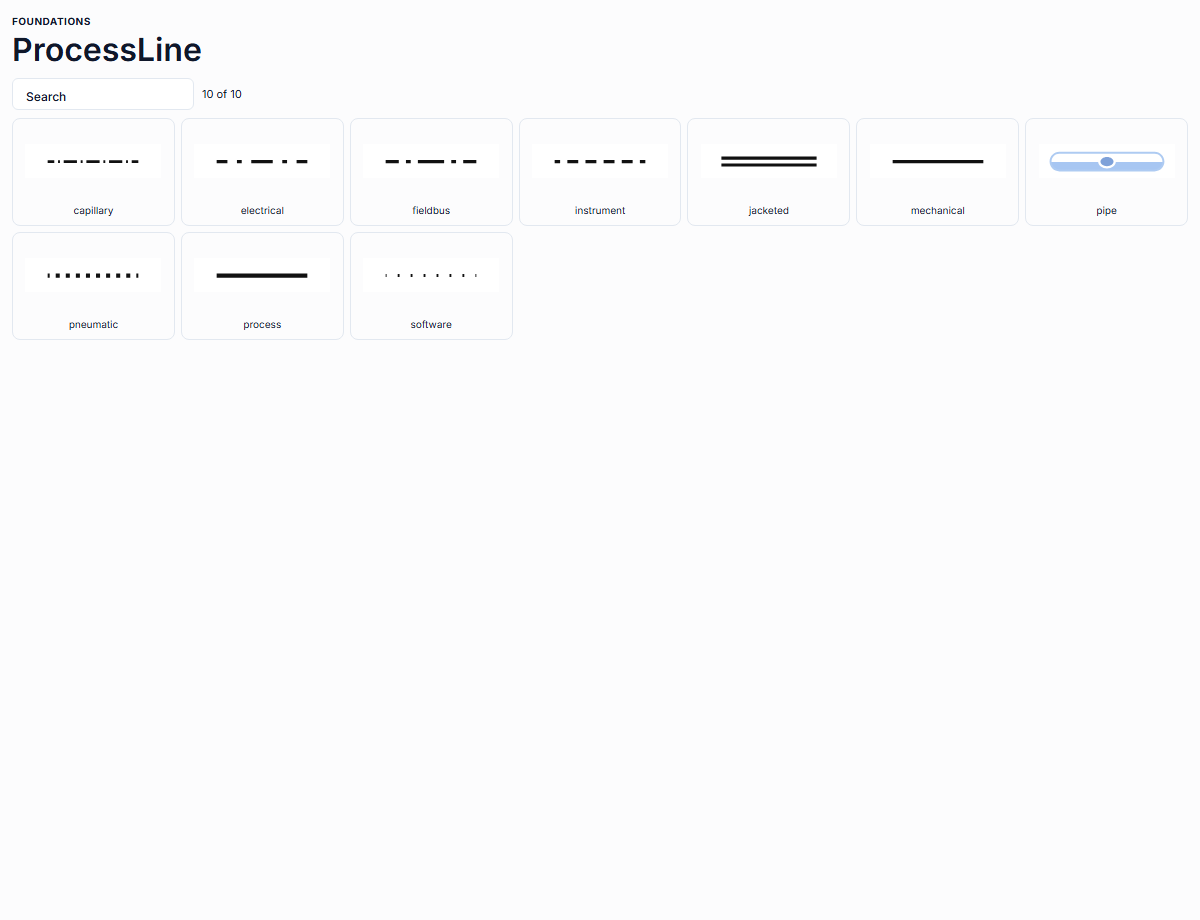 FOUNDATIONS
ProcessLine
Search
10 of 10
capillary
electrical
fieldbus
instrument
jacketed
mechanical
pipe
pneumatic
process
software